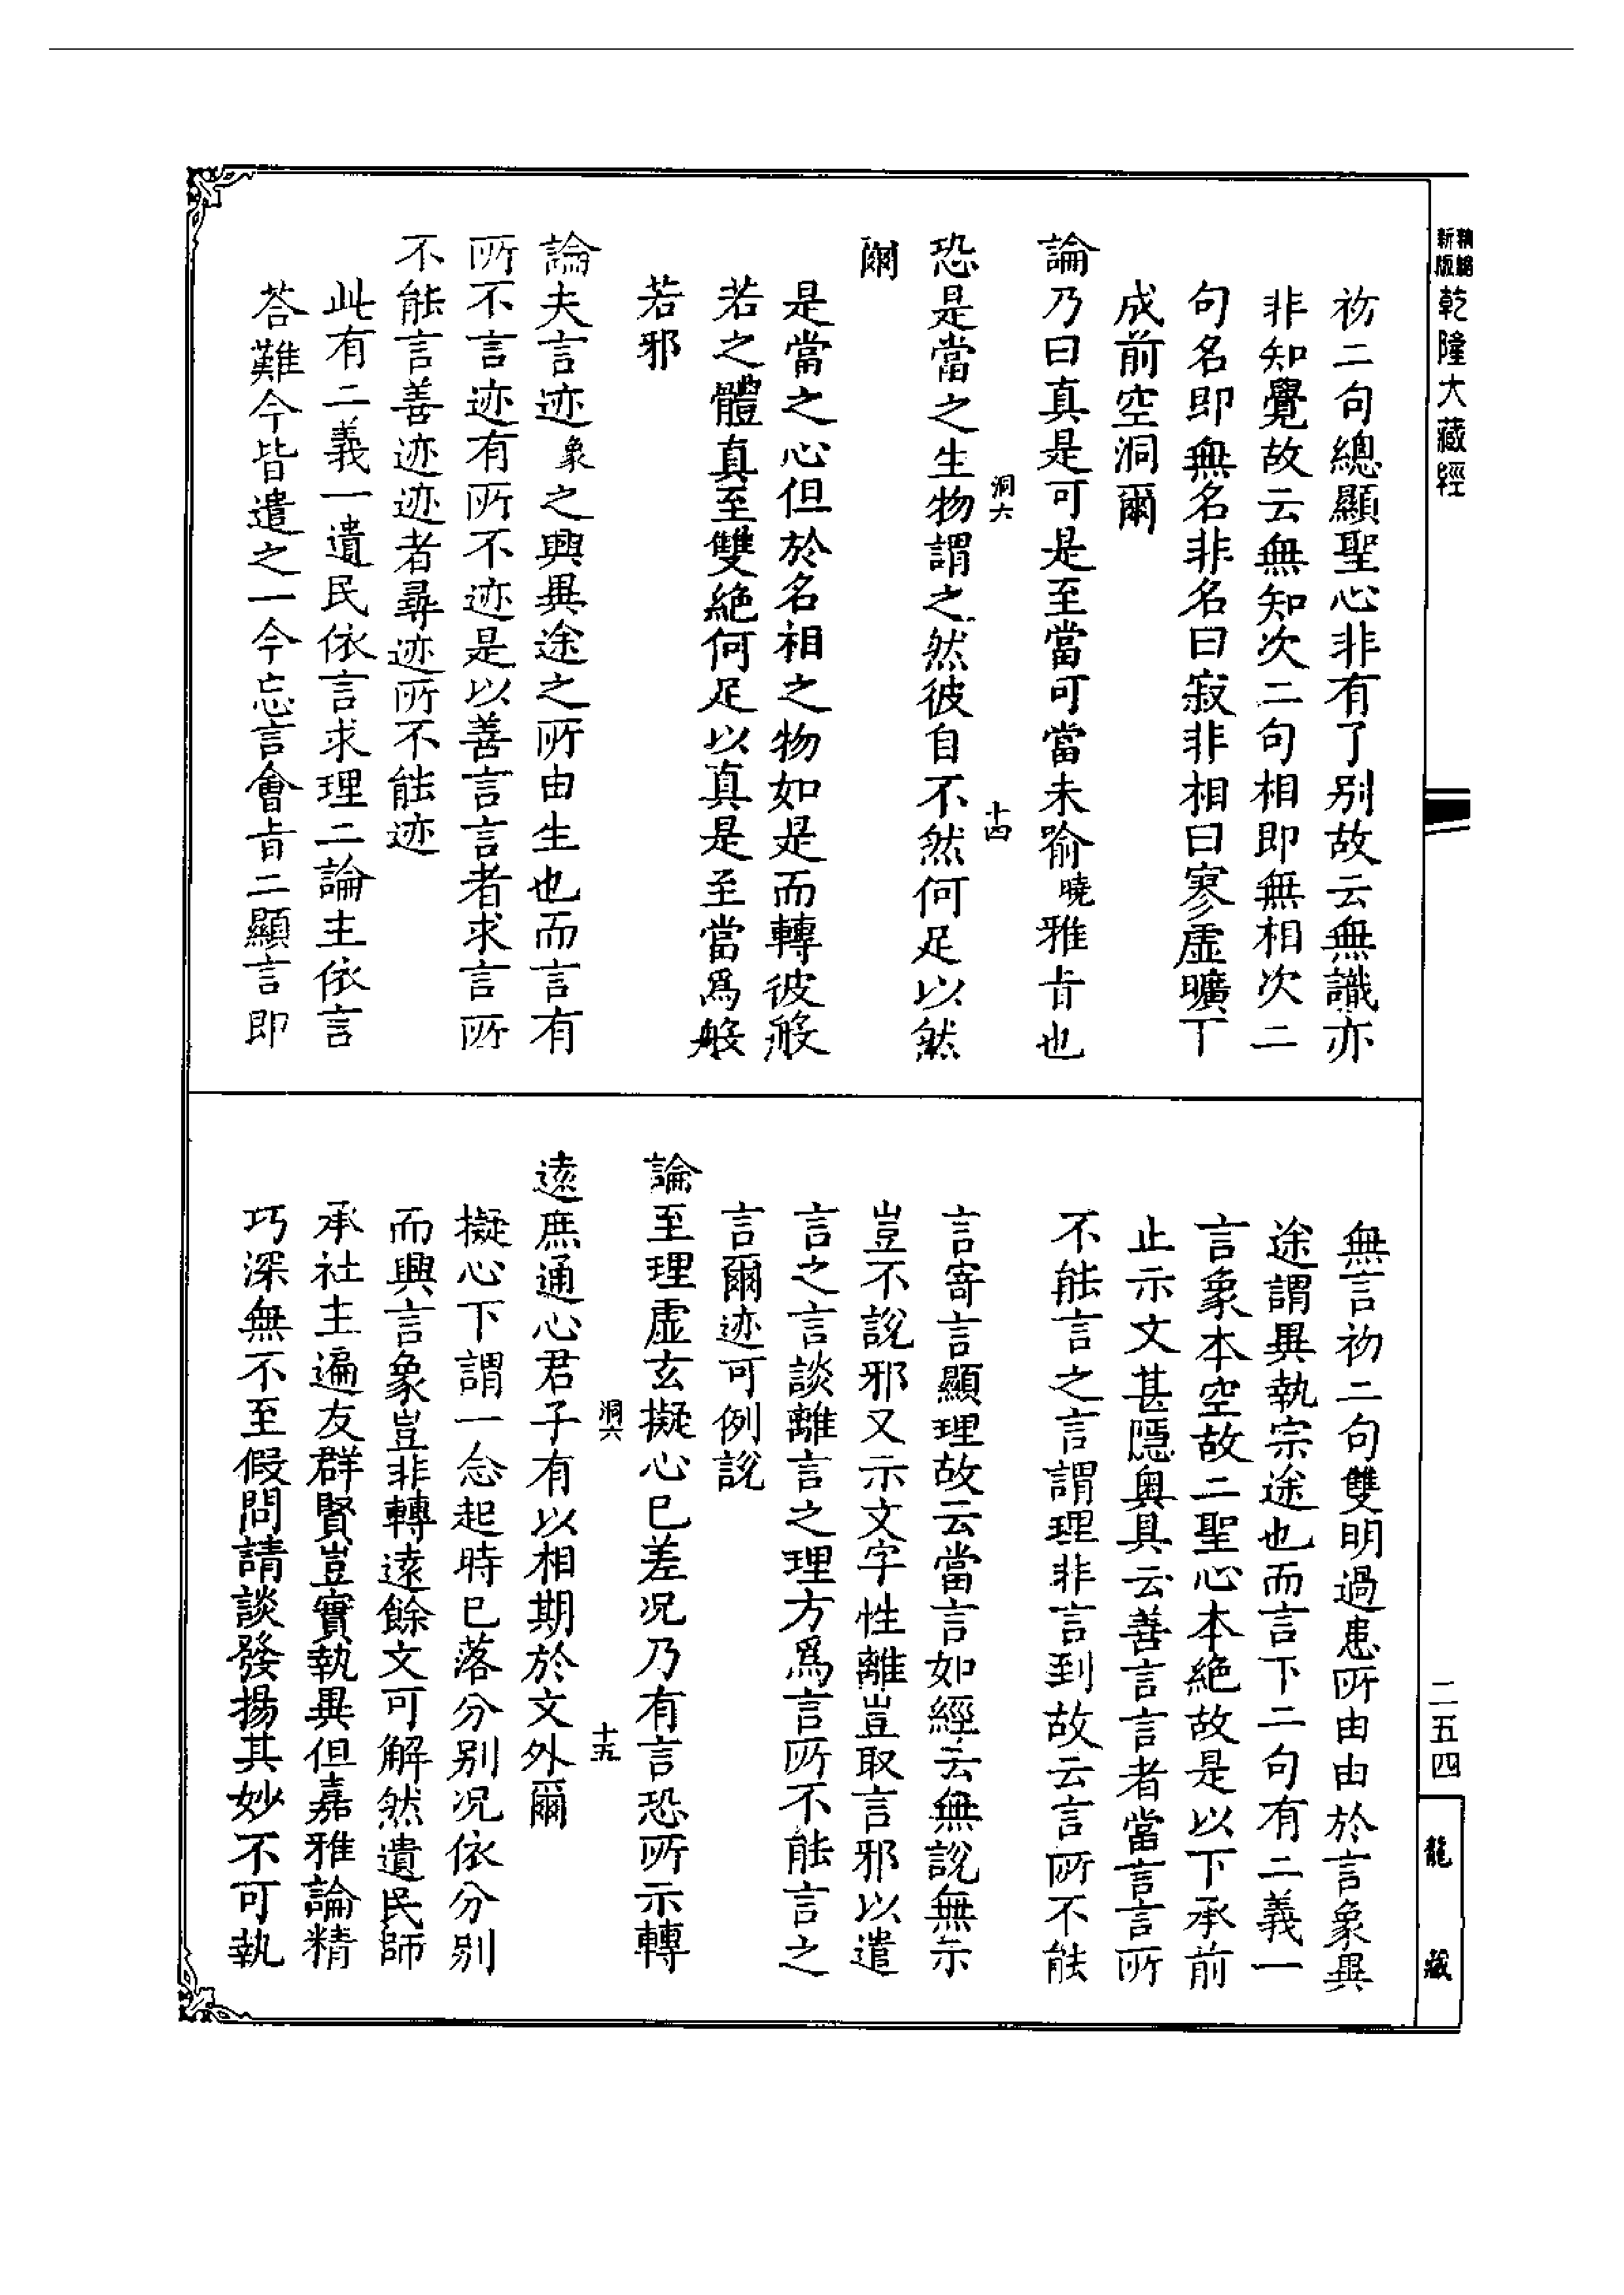 精縮新版乾隆大藏經
初二句總顯聖心非有了別故云無識亦
非知覺故云無知次二句相即無相次二
句名即無名非名曰寂非相曰寥虛曠下
成前空洞爾
論乃曰真是可是至當可當未喻曉雅旨也
洞六
十四
恐是當之生物謂之然彼自不然何足以然
爾
是當之心但於名相之物如是而轉彼般
若之體真至雙絕何足以真是至當爲般
若邪
論夫言迹象之興異途之所由生也而言有
所不言迹有所不迹是以善言言者求言所
不能言善迹迹者尋迹所不能迹
此有二義一遺民依言求理二論主依言
荅難今皆遣之一今忘言會旨二顯言即
無言初二句雙明過患所由由於言象異
途謂異執宗途也而言下二句有二義一
言象本空故二聖心本絕故是以下承前
止示文甚隱奧具云善言言者當言言所
不能言之言謂理非言到故云言所不能
言寄言顯理故云當言如經云無說無示
豈不說邪又示文字性離豈取言邪以遣
言之言談離言之理方爲言所不能言之
言爾迹可例說
論至理虛玄擬心已差况乃有言恐所示轉
洞六
十五
遠庶通心君子有以相期於文外爾
擬心下謂一念起時已落分別况依分別
而興言象豈非轉遠餘文可解然遺民師
承社主遍友群賢豈實執異但嘉雅論精
巧深無不至假問請談發揚其妙不可執
二五四
龍藏